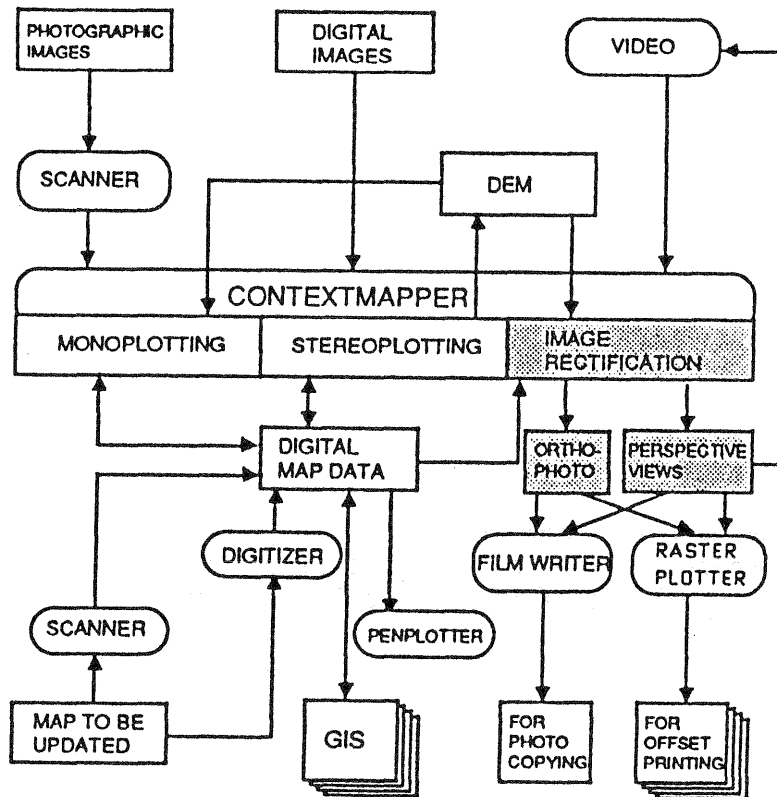 PHOTOGRAPHIC
IMAGES
DIGITAL
IMAGES
VIDEO
SCANNER
DEM
CONTEXTMAPPER
MONOPLOTTING
STEREOPLOTTING
IMAGE
RECTIFICATION
DIGITAL
MAP DATA
ORTHO-
PHOTO
PERSPECTIVE
VIEWS
DIGITIZER
FILM WRITER
RASTER
PLOTTER
SCANNER
PENPLOTTER
MAP TO BE
UPDATED
GIS
FOR
PHOTO
COPYING
FOR
OFFSET
PRINTING